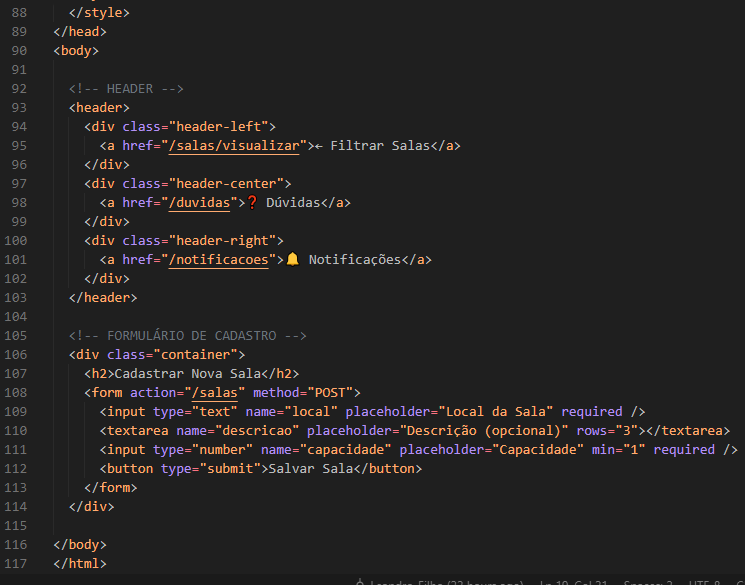 88 </style>
89 </head>
90 <body>
91
92 <!-- HEADER -->
93 <header>
94 <div class="header-left">
95 <a href="/salas/visualizar">← Filtrar Salas</a>
96 </div>
97 <div class="header-center">
98 <a href="/duvidas">❓ Dúvidas</a>
99 </div>
100 <div class="header-right">
101 <a href="/notificacoes">🔔 Notificações</a>
102 </div>
103 </header>
104
105 <!-- FORMULÁRIO DE CADASTRO -->
106 <div class="container">
107 <h2>Cadastrar Nova Sala</h2>
108 <form action="/salas" method="POST">
109 <input type="text" name="local" placeholder="Local da Sala" required />
110 <textarea name="descricao" placeholder="Descrição (opcional)" rows="3"></textarea>
111 <input type="number" name="capacidade" placeholder="Capacidade" min="1" required />
112 <button type="submit">Salvar Sala</button>
113 </form>
114 </div>
115
116 </body>
117 </html>